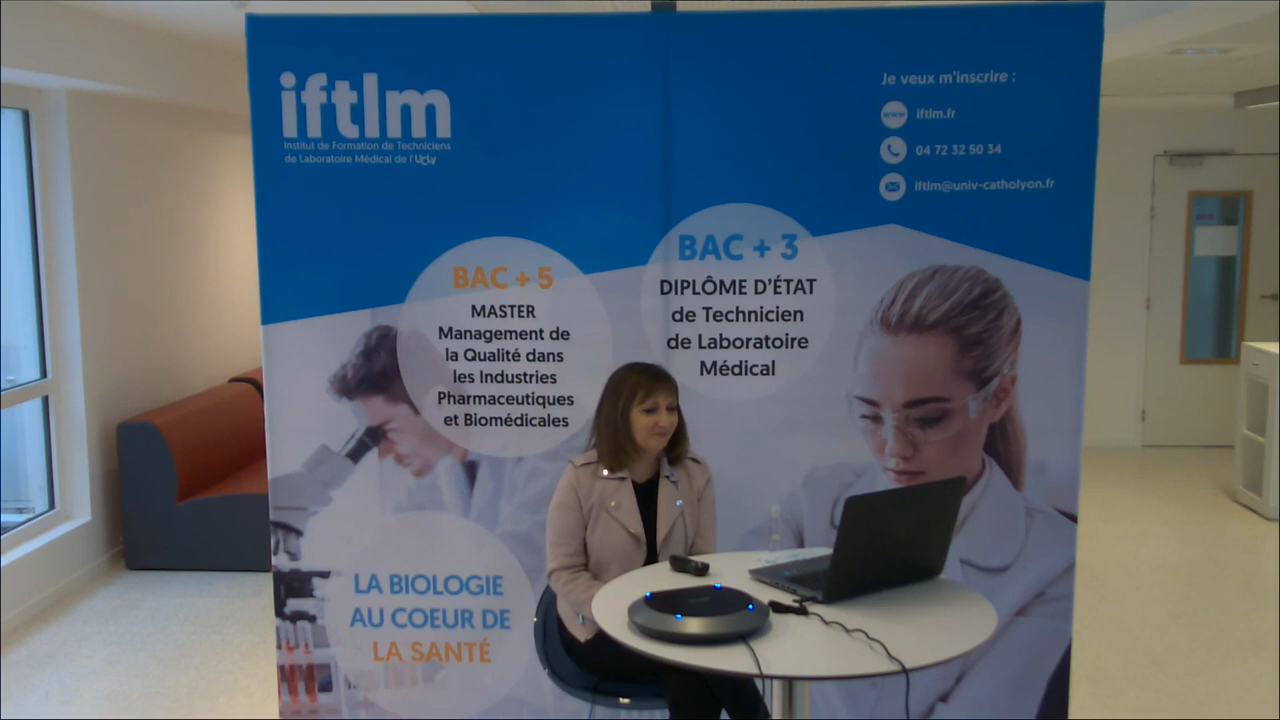 iftlm
Institut de Formation de Techniciens
de Laboratoire Médical de l'UCLy
Je veux m'inscrire :
www iftlm.fr
04 72 32 50 34
iftlm@univ-catholyon.fr
BAC + 5
MASTER
Management de
la Qualité dans
les Industries
Pharmaceutiques
et Biomédicales
BAC + 3
DIPLÔME D'ÉTAT
de Technicien
de Laboratoire
Médical
LA BIOLOGIE
AU COEUR DE
LA SANTÉ